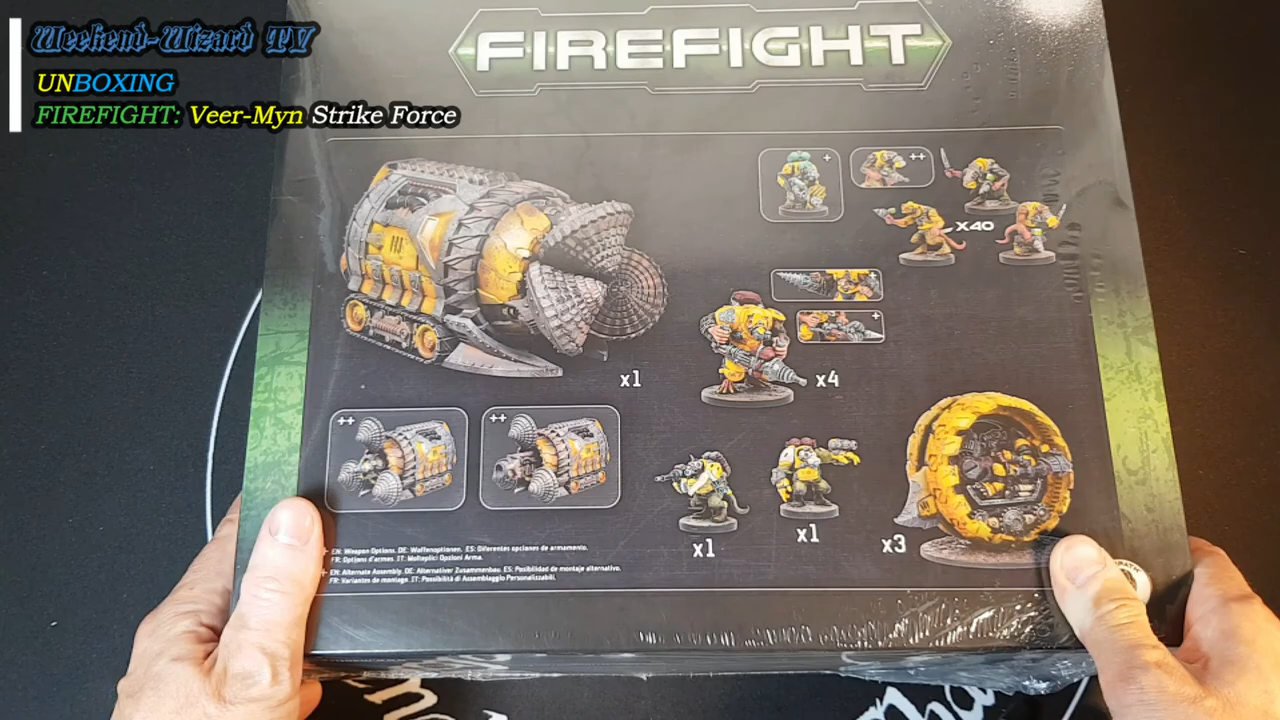 Weekend-Wizard TV
UNBOXING
FIREFIGHT: Veer-Myn Strike Force
FIREFIGHT
+
++
x40
+
+
x1
x4
++
++
x1
x1
x3
+ EN: Weapon Options. DE: Waffenoptionen. ES: Diferentes opciones de armamento.
FR: Options d'armes. IT: Molteplici Opzioni Arma.
++ EN: Alternate Assembly. DE: Alternativer Zusammenbau. ES: Posibilidad de montaje alternativo.
FR: Variantes de montage. IT: Possibilità di Assemblaggio Personalizzabili.